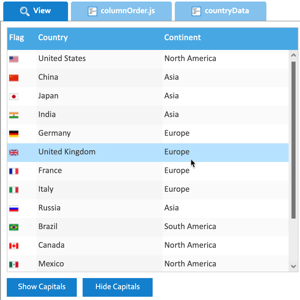 View columnOrder.js countryData
Flag Country Continent
United States North America
China Asia
Japan Asia
India Asia
Germany Europe
United Kingdom Europe
France Europe
Italy Europe
Russia Asia
Brazil South America
Canada North America
Mexico North America
Show Capitals Hide Capitals